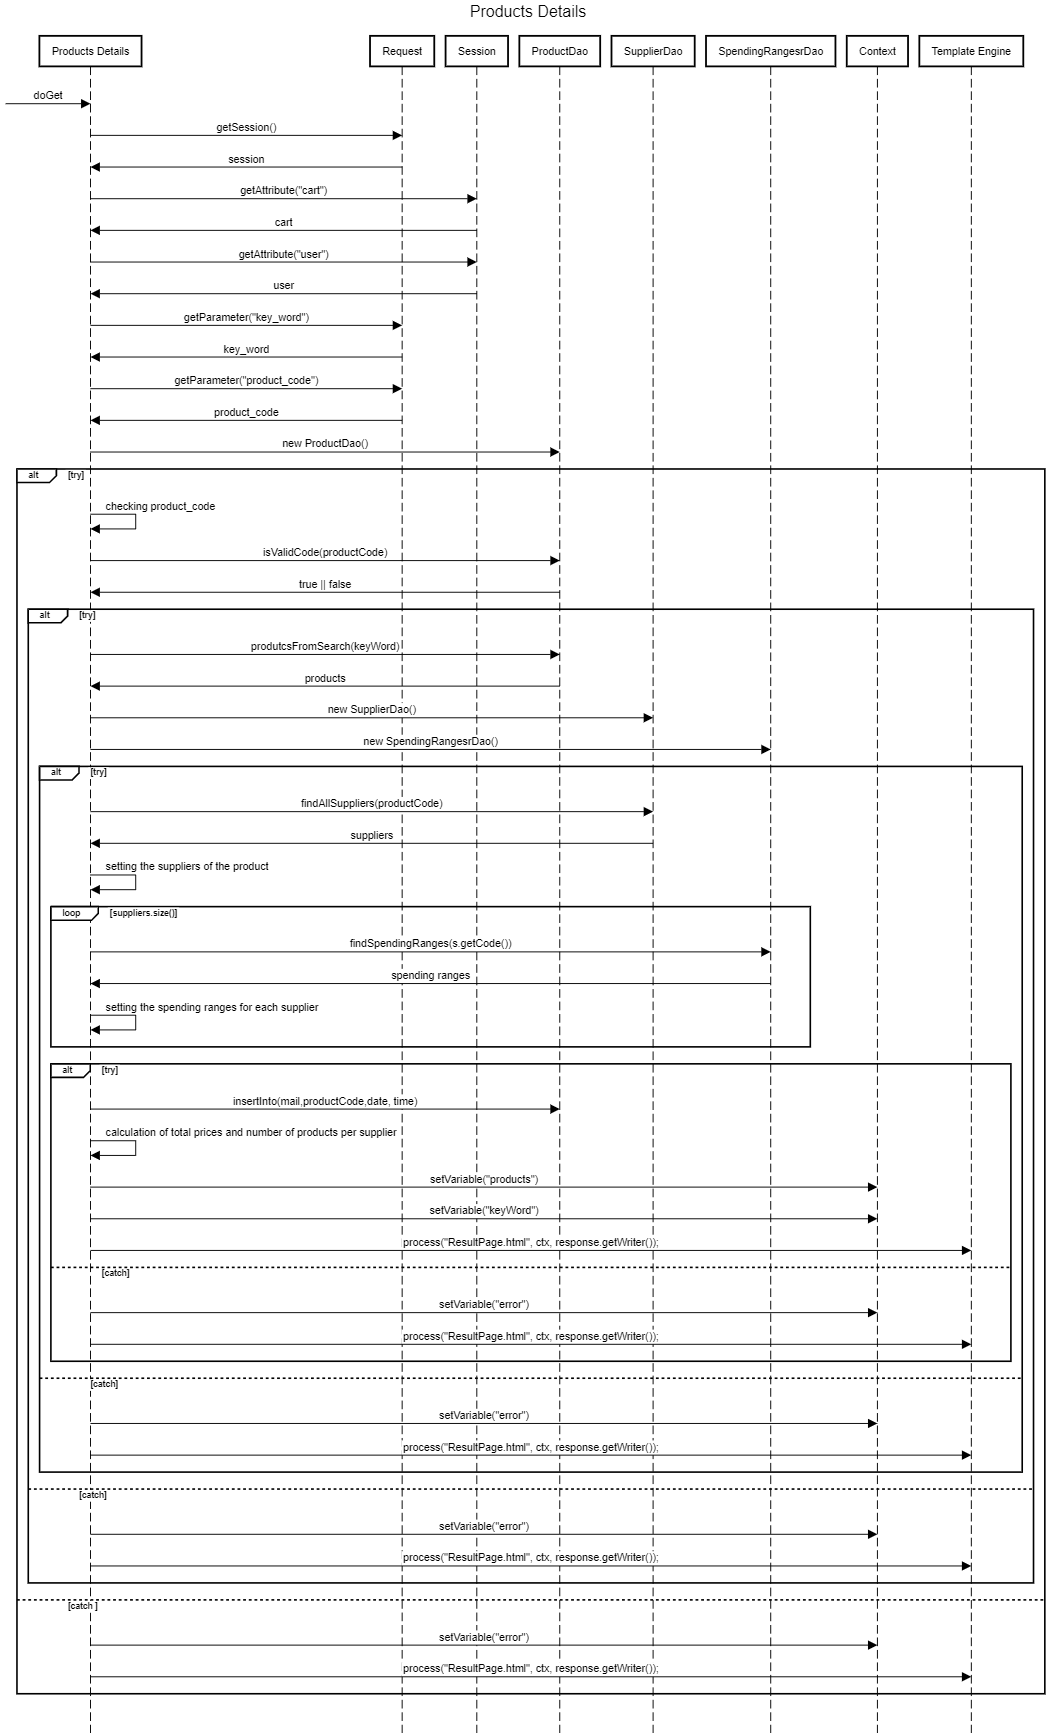 Products Details
Products Details
Request
Session
ProductDao
SupplierDao
SpendingRangesrDao
Context
Template Engine
doGet
getSession()
session
getAttribute("cart")
cart
getAttribute("user")
user
getParameter("key_word")
key_word
getParameter("product_code")
product_code
new ProductDao()
alt
[try]
checking product_code
isValidCode(productCode)
true || false
alt
[try]
produtcsFromSearch(keyWord)
products
new SupplierDao()
new SpendingRangesrDao()
alt
[try]
findAllSuppliers(productCode)
suppliers
setting the suppliers of the product
loop
[suppliers.size()]
findSpendingRanges(s.getCode())
spending ranges
setting the spending ranges for each supplier
alt
[try]
insertInto(mail,productCode,date, time)
calculation of total prices and number of products per supplier
setVariable("products")
setVariable("keyWord")
process("ResultPage.html", ctx, response.getWriter());
[catch]
setVariable("error")
process("ResultPage.html", ctx, response.getWriter());
[catch]
setVariable("error")
process("ResultPage.html", ctx, response.getWriter());
[catch]
setVariable("error")
process("ResultPage.html", ctx, response.getWriter());
[catch ]
setVariable("error")
process("ResultPage.html", ctx, response.getWriter());